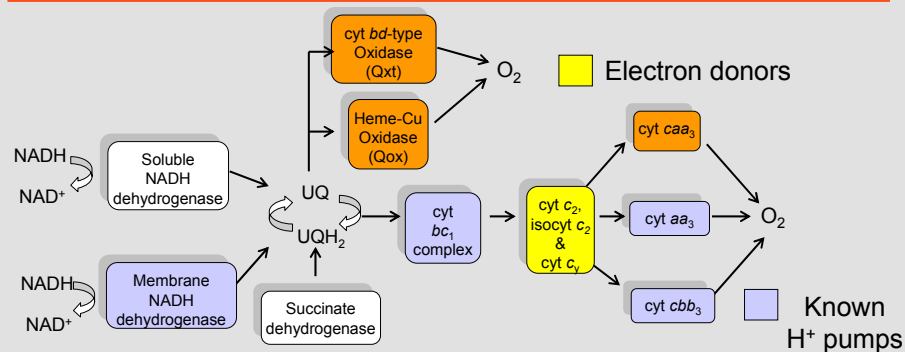 cyt bd-type
Oxidase
(Qxt)
O₂
Heme-Cu
Oxidase
(Qox)
Electron donors
NADH
NAD⁺
Soluble
NADH
dehydrogenase
UQ
UQH₂
cyt
bc₁
complex
cyt c₂,
isocyt c₂
&
cyt cᵧ
cyt caa₃
cyt aa₃
cyt cbb₃
O₂
NADH
NAD⁺
Membrane
NADH
dehydrogenase
Succinate
dehydrogenase
Known
H⁺ pumps